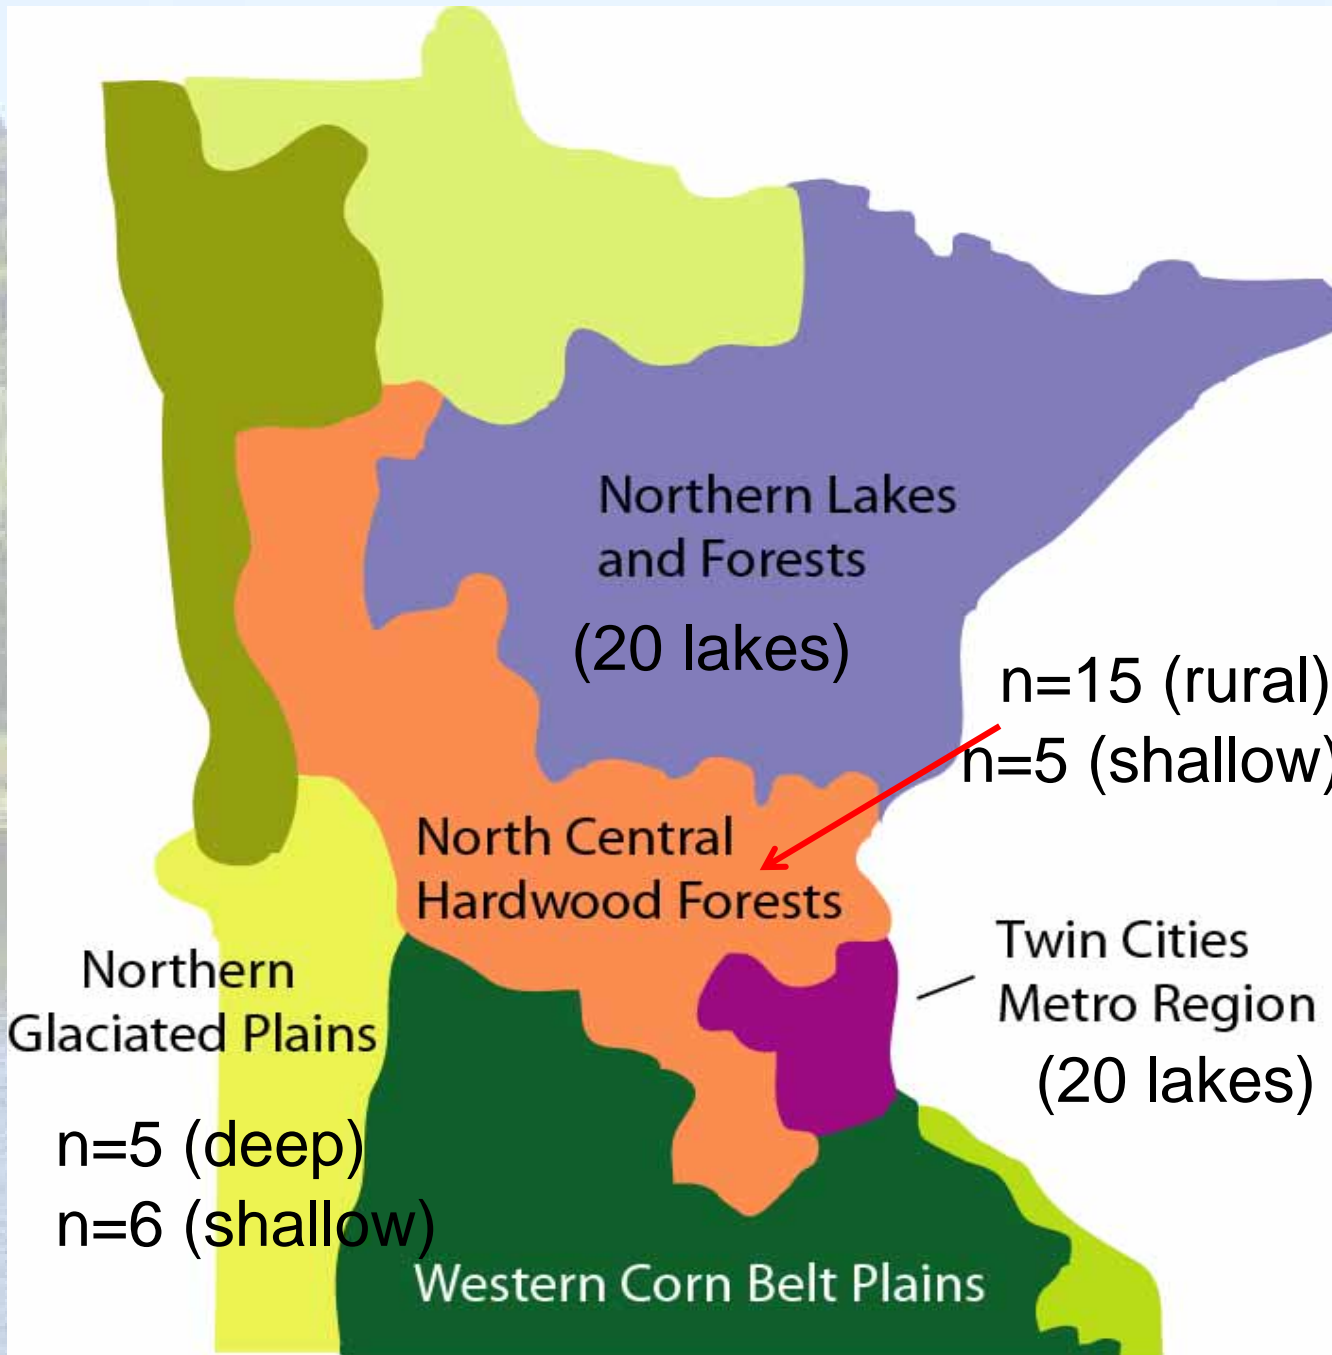 Northern Lakes
and Forests
(20 lakes)
n=15 (rural)
n=5 (shallow)
North Central
Hardwood Forests
Twin Cities
Metro Region
(20 lakes)
Northern
Glaciated Plains
n=5 (deep)
n=6 (shallow)
Western Corn Belt Plains